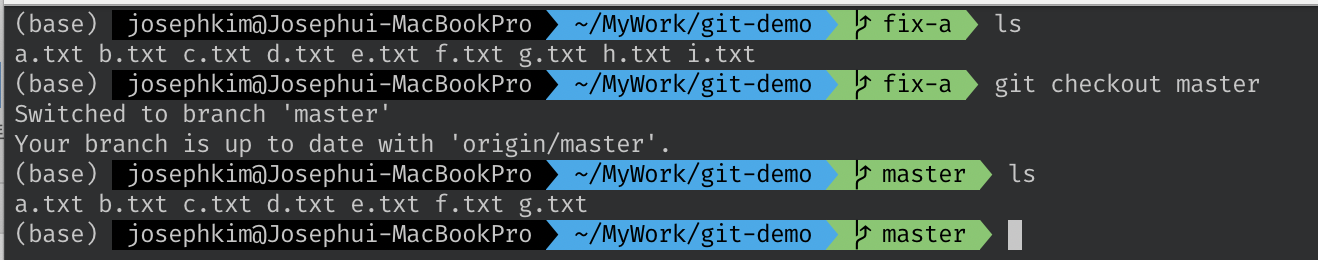 (base) josephkim@Josephui-MacBookPro ~/MyWork/git-demo fix-a ls
a.txt b.txt c.txt d.txt e.txt f.txt g.txt h.txt i.txt
(base) josephkim@Josephui-MacBookPro ~/MyWork/git-demo fix-a git checkout master
Switched to branch 'master'
Your branch is up to date with 'origin/master'.
(base) josephkim@Josephui-MacBookPro ~/MyWork/git-demo master ls
a.txt b.txt c.txt d.txt e.txt f.txt g.txt
(base) josephkim@Josephui-MacBookPro ~/MyWork/git-demo master